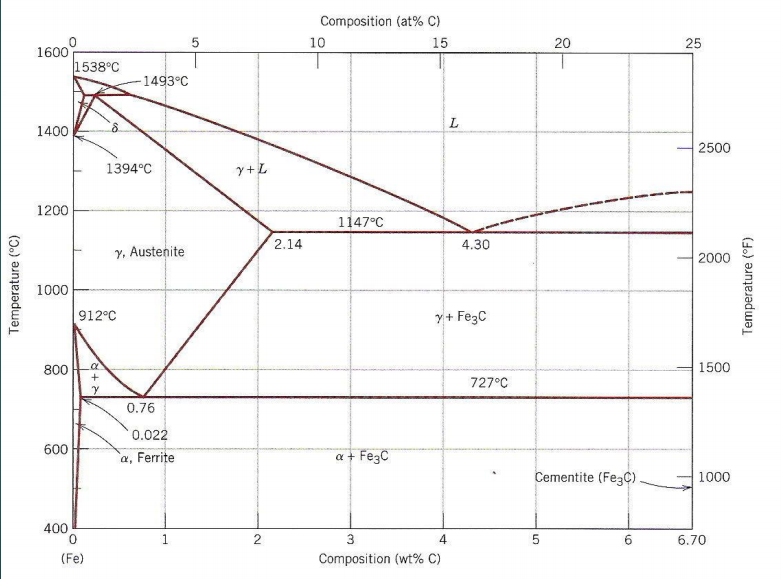 Composition (at% C)
0 5 10 15 20 25
1600
1538°C
1493°C
δ
L
1400
2500
1394°C
γ + L
1200
1147°C
2.14
4.30
γ, Austenite
2000
1000
912°C
γ + Fe₃C
α
+
γ
800
1500
727°C
0.76
0.022
600
α, Ferrite
α + Fe₃C
Cementite (Fe₃C)
1000
400
0 1 2 3 4 5 6 6.70
(Fe)
Composition (wt% C)
Temperature (°C)
Temperature (°F)